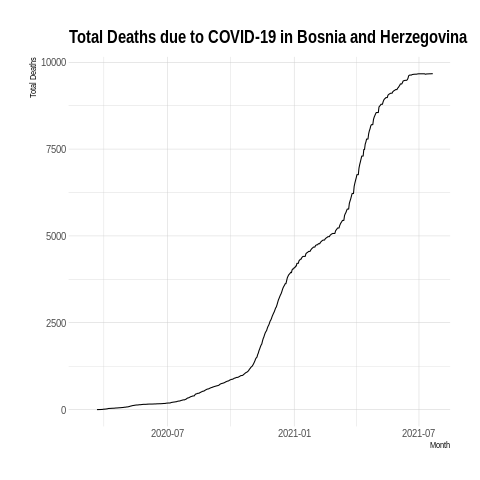 Total Deaths due to COVID-19 in Bosnia and Herzegovina
Total Deaths
10000
7500
5000
2500
0
2020-07 2021-01 2021-07
Month